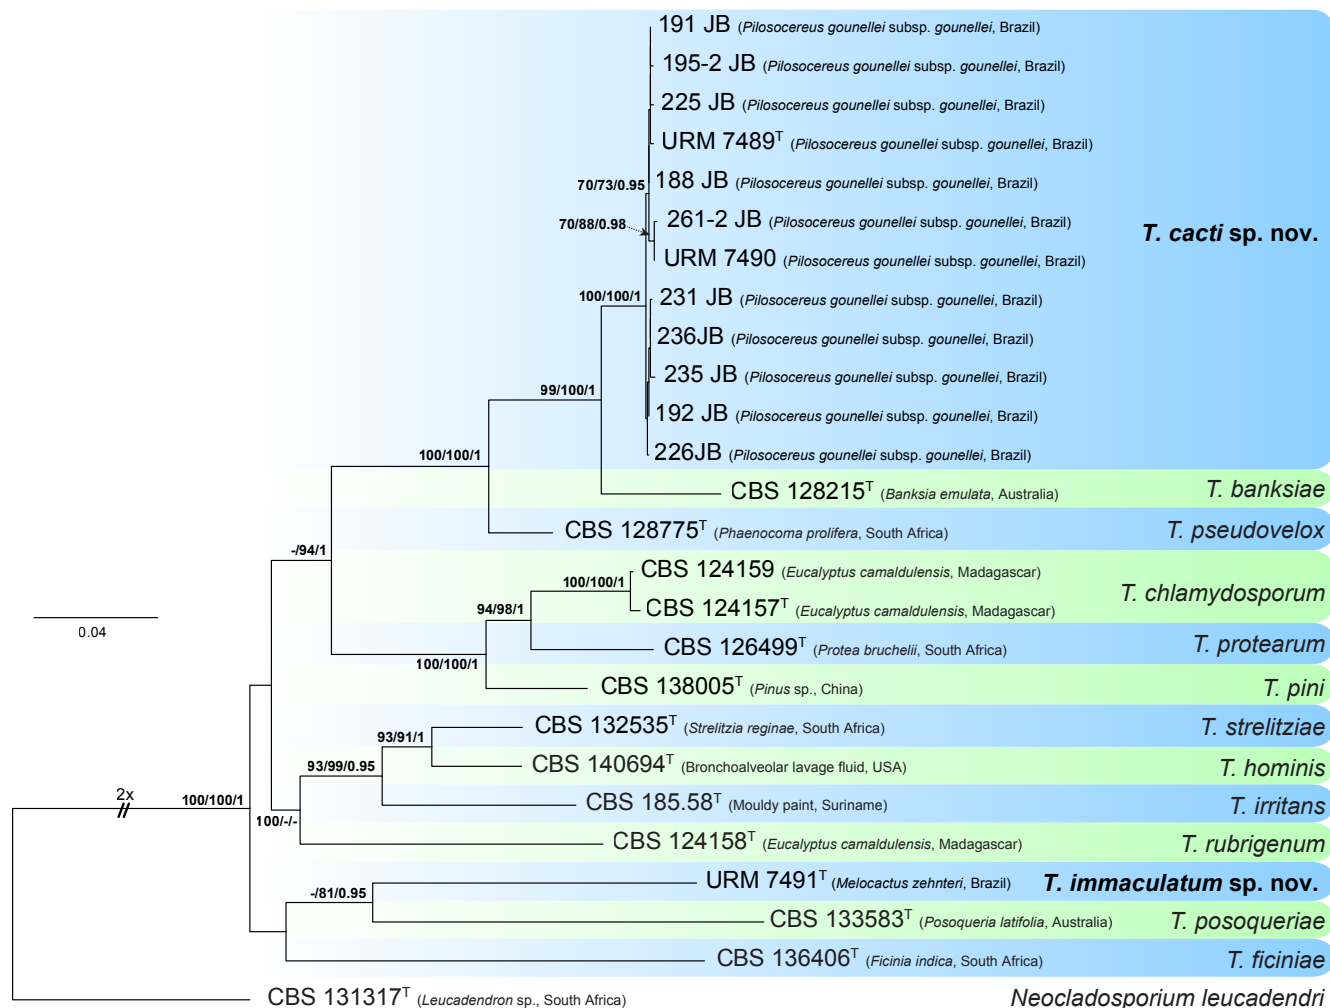 191 JB (Pilosocereus gounellei subsp. gounellei, Brazil)
195-2 JB (Pilosocereus gounellei subsp. gounellei, Brazil)
225 JB (Pilosocereus gounellei subsp. gounellei, Brazil)
URM 7489ᵀ (Pilosocereus gounellei subsp. gounellei, Brazil)
70/73/0.95
188 JB (Pilosocereus gounellei subsp. gounellei, Brazil)
70/88/0.98
261-2 JB (Pilosocereus gounellei subsp. gounellei, Brazil)
T. cacti sp. nov.
URM 7490 (Pilosocereus gounellei subsp. gounellei, Brazil)
100/100/1
231 JB (Pilosocereus gounellei subsp. gounellei, Brazil)
236JB (Pilosocereus gounellei subsp. gounellei, Brazil)
235 JB (Pilosocereus gounellei subsp. gounellei, Brazil)
99/100/1
192 JB (Pilosocereus gounellei subsp. gounellei, Brazil)
226JB (Pilosocereus gounellei subsp. gounellei, Brazil)
100/100/1
CBS 128215ᵀ (Banksia emulata, Australia)
T. banksiae
CBS 128775ᵀ (Phaenocoma prolifera, South Africa)
T. pseudovelox
-/94/1
CBS 124159 (Eucalyptus camaldulensis, Madagascar)
100/100/1
T. chlamydosporum
94/98/1
CBS 124157ᵀ (Eucalyptus camaldulensis, Madagascar)
0.04
CBS 126499ᵀ (Protea bruchelii, South Africa)
T. protearum
100/100/1
CBS 138005ᵀ (Pinus sp., China)
T. pini
CBS 132535ᵀ (Strelitzia reginae, South Africa)
T. strelitziae
93/91/1
93/99/0.95
CBS 140694ᵀ (Bronchoalveolar lavage fluid, USA)
T. hominis
2x
100/100/1
CBS 185.58ᵀ (Mouldy paint, Suriname)
T. irritans
100/-/-
CBS 124158ᵀ (Eucalyptus camaldulensis, Madagascar)
T. rubrigenum
-/81/0.95
URM 7491ᵀ (Melocactus zehnteri, Brazil)
T. immaculatum sp. nov.
CBS 133583ᵀ (Posoqueria latifolia, Australia)
T. posoqueriae
CBS 136406ᵀ (Ficinia indica, South Africa)
T. ficiniae
CBS 131317ᵀ (Leucadendron sp., South Africa)
Neocladosporium leucadendri